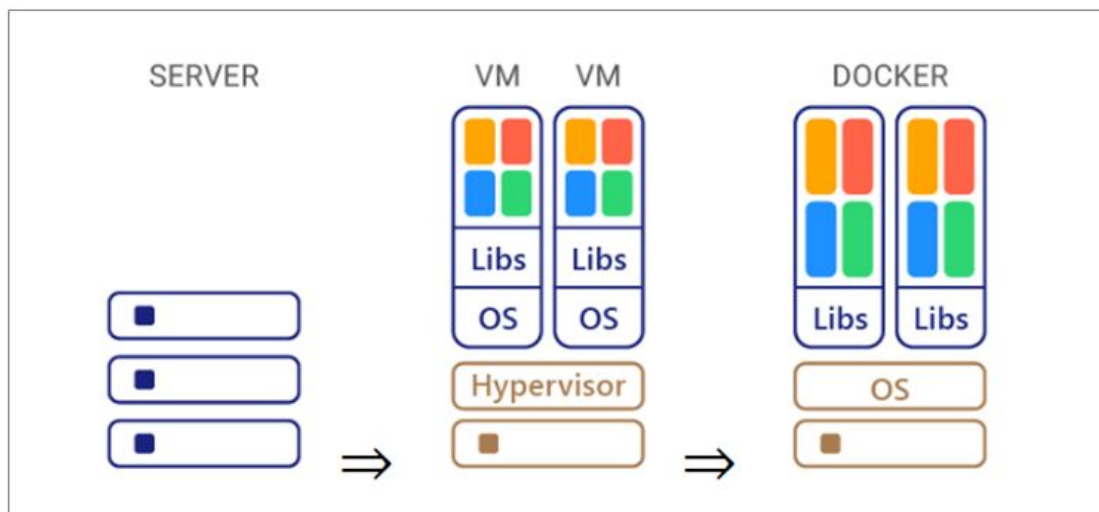 SERVER
VM VM
DOCKER
Libs Libs
OS OS
Hypervisor
Libs Libs
OS
⇒ ⇒